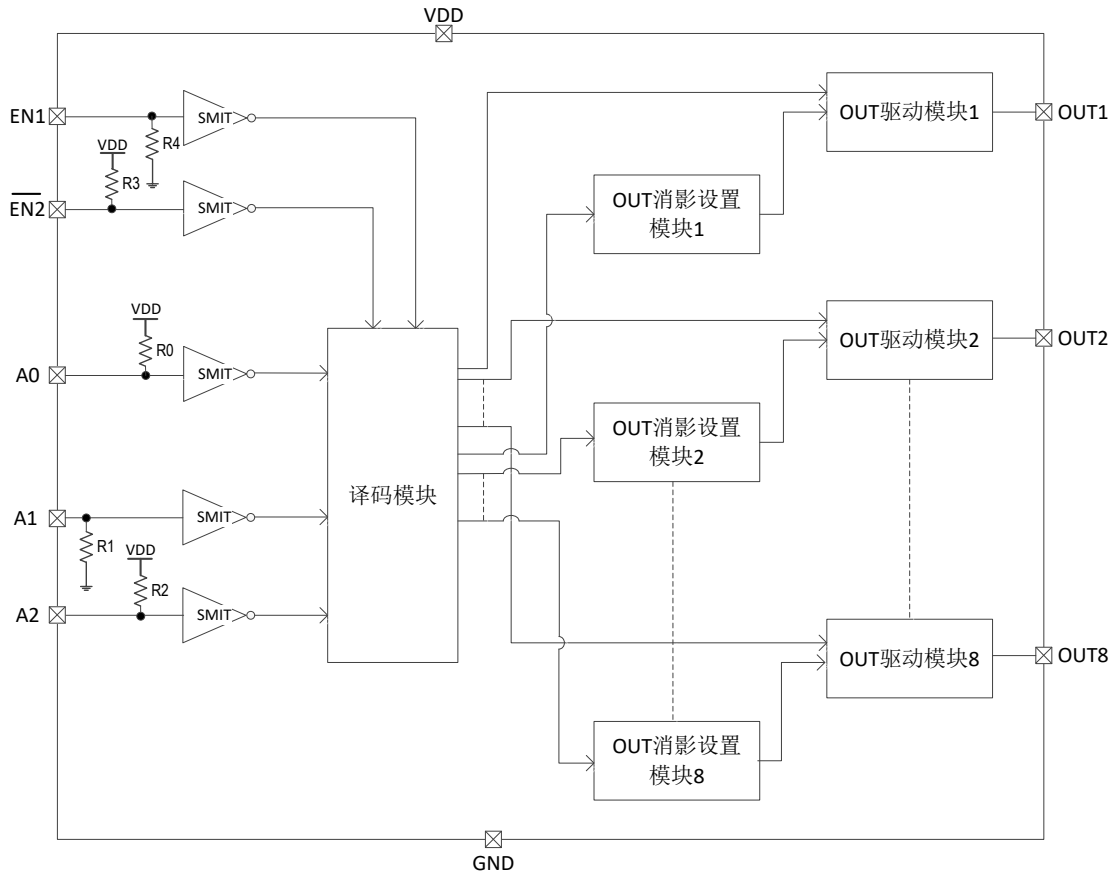 VDD
EN1
SMIT
R4
VDD
R3
EN2
SMIT
VDD
R0
A0
SMIT
A1
SMIT
R1
VDD
R2
A2
SMIT
译码模块
OUT驱动模块1
OUT1
OUT消影设置
模块1
OUT驱动模块2
OUT2
OUT消影设置
模块2
OUT驱动模块8
OUT8
OUT消影设置
模块8
GND